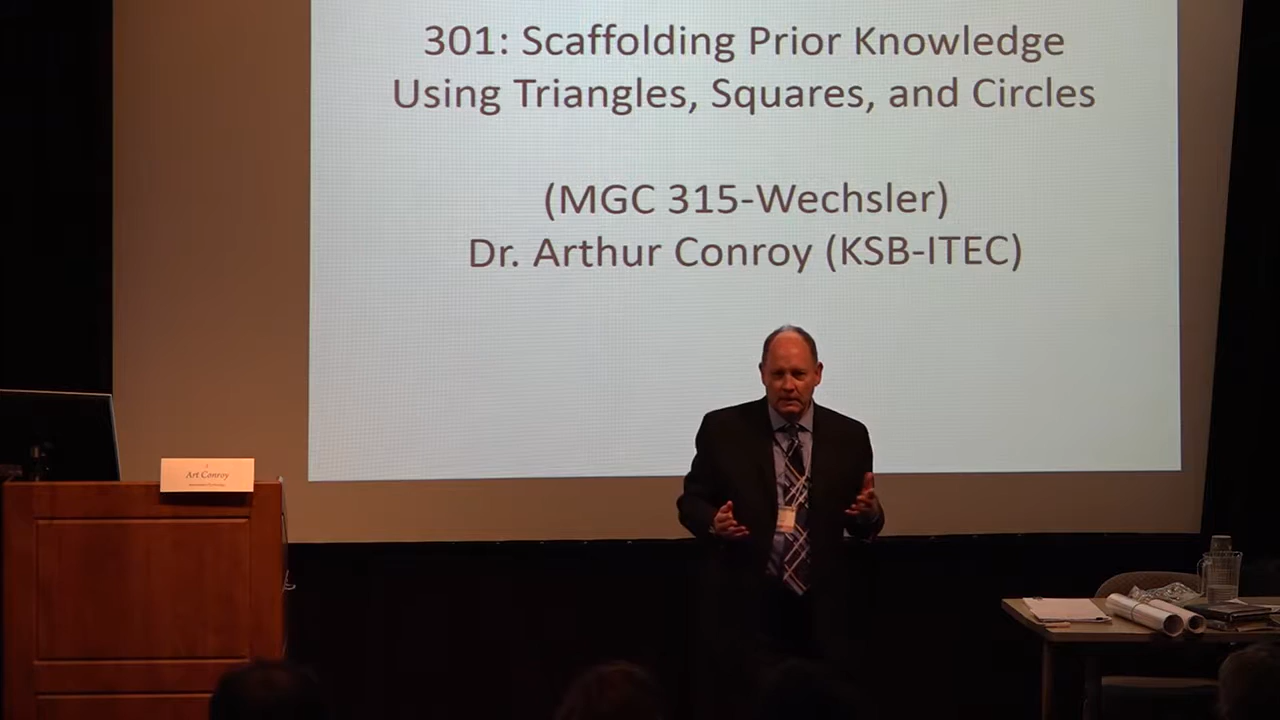 301: Scaffolding Prior Knowledge
Using Triangles, Squares, and Circles
(MGC 315-Wechsler)
Dr. Arthur Conroy (KSB-ITEC)
Art Conroy